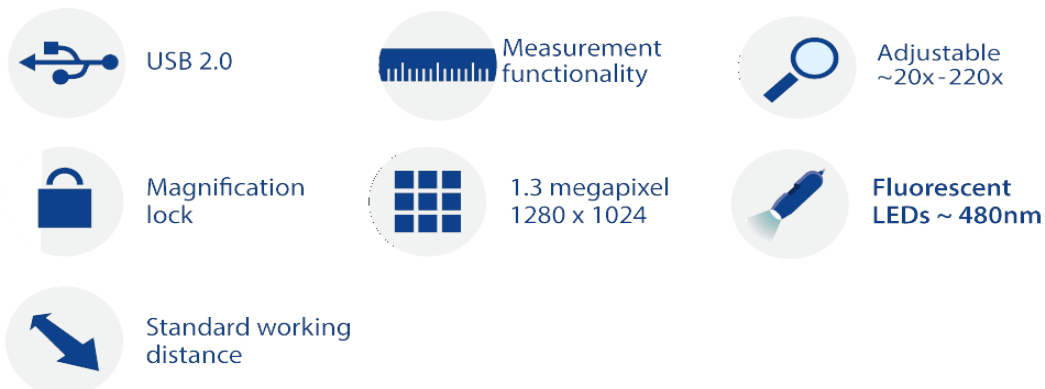 USB 2.0
Measurement
functionality
Adjustable
~20x-220x
Magnification
lock
1.3 megapixel
1280 x 1024
Fluorescent
LEDs ~ 480nm
Standard working
distance